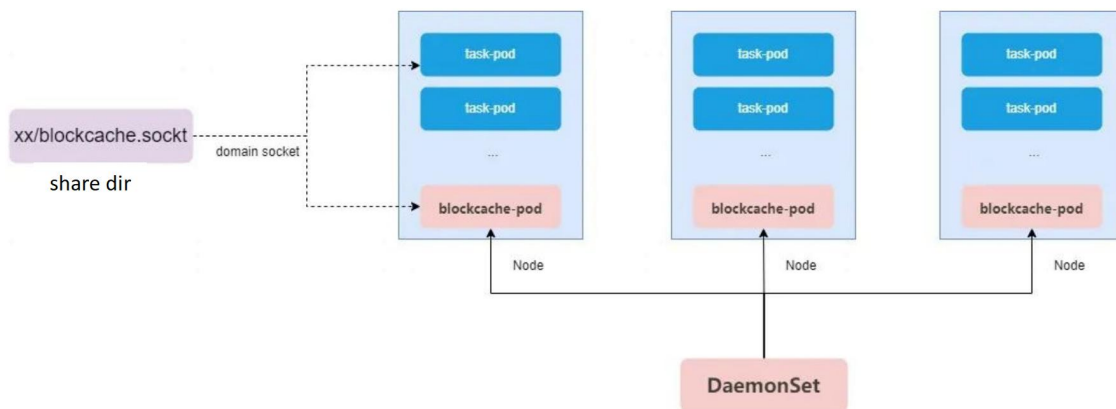 task-pod
task-pod
task-pod
task-pod
task-pod
task-pod
xx/blockcache.sockt
domain socket
share dir
...
...
...
blockcache-pod
blockcache-pod
blockcache-pod
Node
Node
Node
DaemonSet